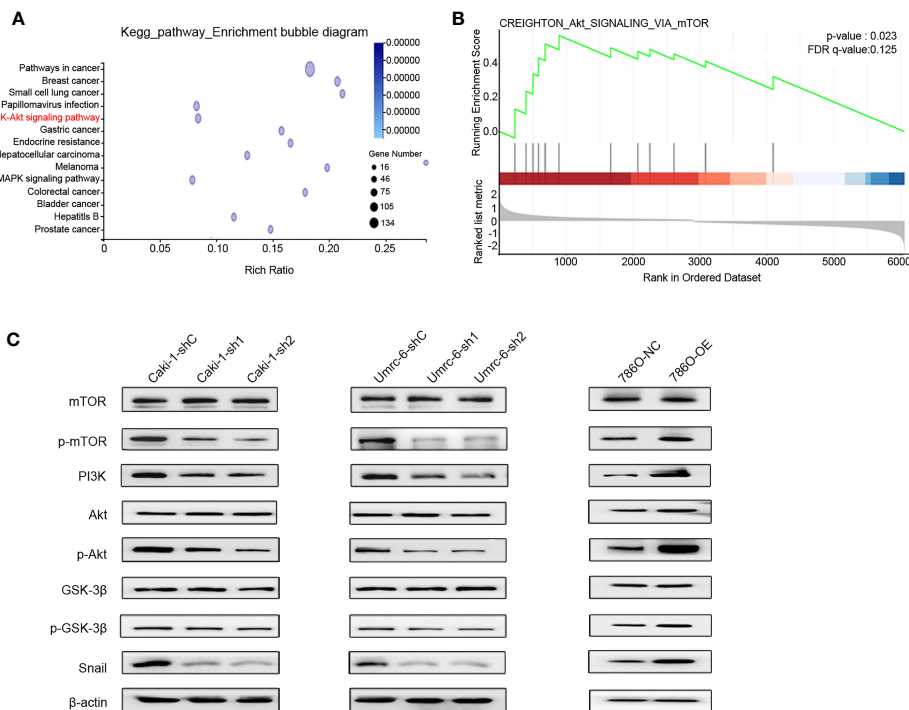 A
Kegg_pathway_Enrichment bubble diagram
Pathways in cancer
Breast cancer
Small cell lung cancer
Papillomavirus infection
K-Akt signaling pathway
Gastric cancer
Endocrine resistance
Hepatocellular carcinoma
Melanoma
MAPK signaling pathway
Colorectal cancer
Bladder cancer
Hepatitls B
Prostate cancer
0 0.05 0.10 0.15 0.20 0.25
Rich Ratio
0.00000
0.00000
0.00000
0.00000
0.00000
Gene Number
16
46
75
105
134
B
CREIGHTON_Akt_SIGNALING_VIA_mTOR
p-value : 0.023
FDR q-value:0.125
Running Enrichment Score
0.4
0.2
0.0
Ranked list metric
2
1
0
-1
-2
1000 2000 3000 4000 5000 6000
Rank in Ordered Dataset
C
Caki-1-shC Caki-1-sh1 Caki-1-sh2
Umrc-6-shC Umrc-6-sh1 Umrc-6-sh2
786O-NC 786O-OE
mTOR
p-mTOR
PI3K
Akt
p-Akt
GSK-3β
p-GSK-3β
Snail
β-actin